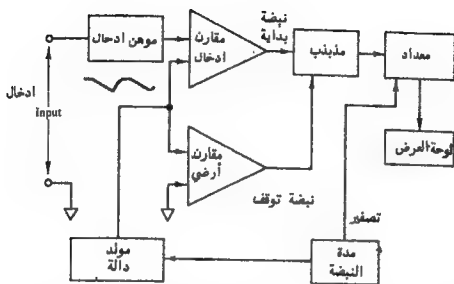 موهن ادخال
مقارن
ادخال
نبضة
بداية
مذبذب
معداد
ادخال
Input
لوحة العرض
مقارن
أرضي
نبضة توقف
تصفير
مولد
دالة
مدة
النبضة